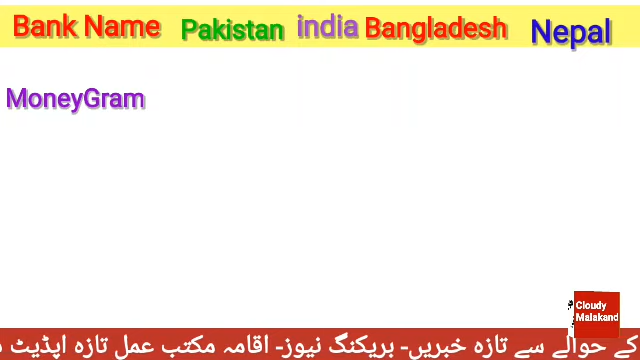 Bank Name Pakistan india Bangladesh Nepal
MoneyGram
Cloudy
Malakand
کے حوالے سے تازہ خبریں- بریکنگ نیوز- اقامہ مکتب عمل تازہ اپڈیٹ